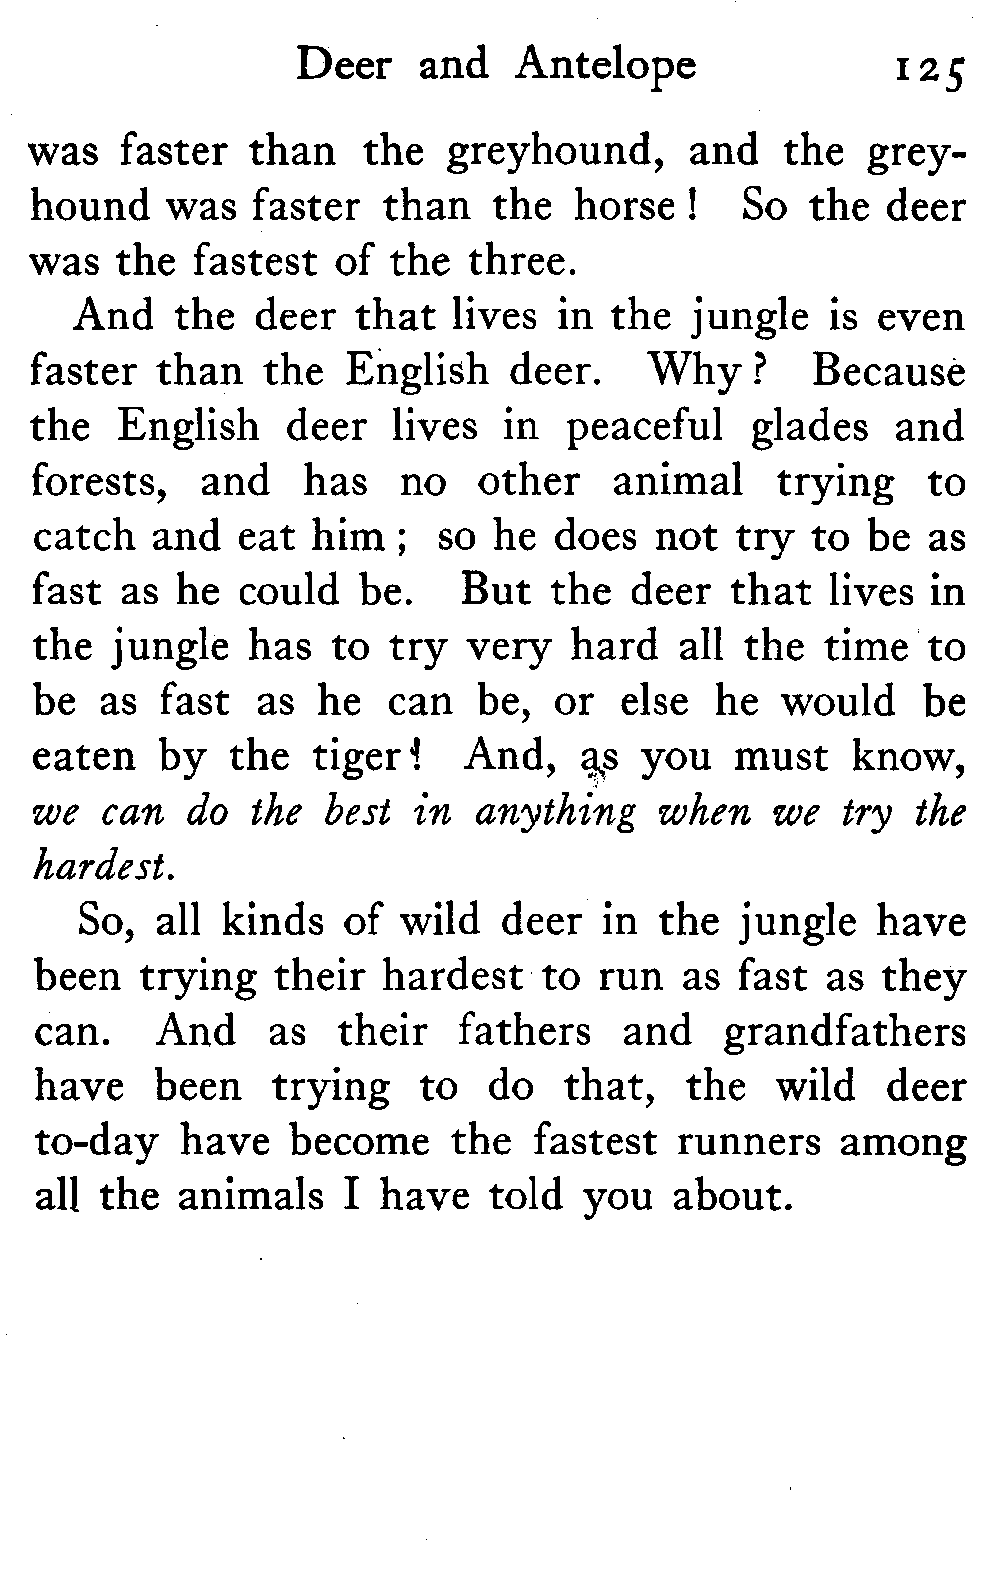 Deer and Antelope 125
was faster than the greyhound, and the grey-
hound was faster than the horse! So the deer
was the fastest of the three.
And the deer that lives in the jungle is even
faster than the English deer. Why? Because
the English deer lives in peaceful glades and
forests, and has no other animal trying to
catch and eat him; so he does not try to be as
fast as he could be. But the deer that lives in
the jungle has to try very hard all the time to
be as fast as he can be, or else he would be
eaten by the tiger! And, as you must know,
we can do the best in anything when we try the
hardest.
So, all kinds of wild deer in the jungle have
been trying their hardest to run as fast as they
can. And as their fathers and grandfathers
have been trying to do that, the wild deer
to-day have become the fastest runners among
all the animals I have told you about.